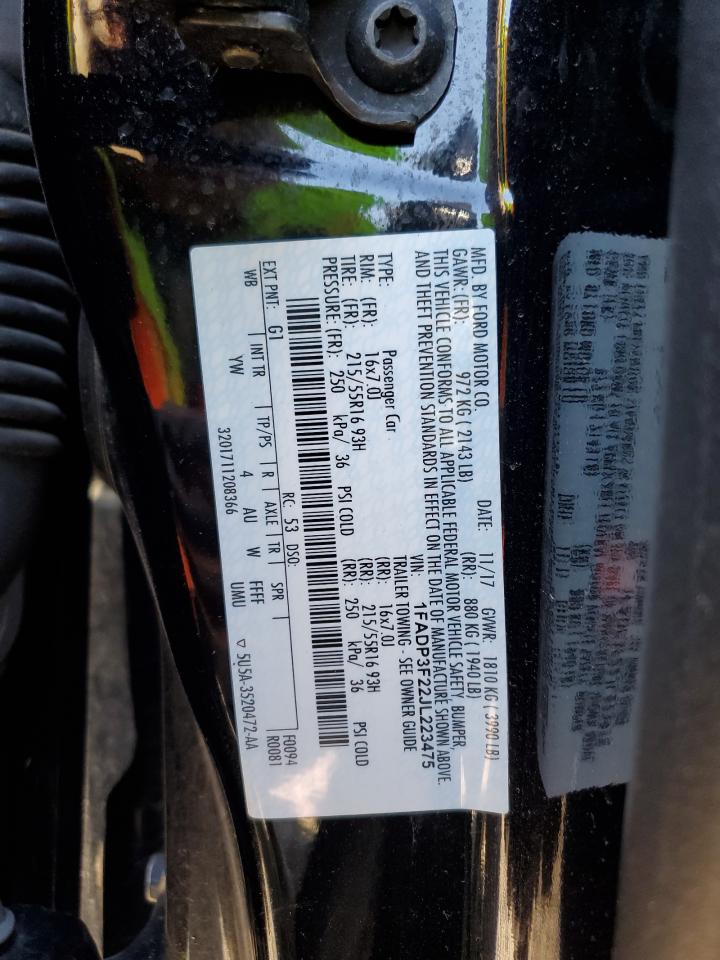 MFD. BY FORD MOTOR CO.
DATE: 11/17 GVWR: 1810 KG ( 3990 LB)
GAWR: (FR): 972 KG ( 2143 LB) (RR): 880 KG ( 1940 LB)
THIS VEHICLE CONFORMS TO ALL APPLICABLE FEDERAL MOTOR VEHICLE SAFETY, BUMPER,
AND THEFT PREVENTION STANDARDS IN EFFECT ON THE DATE OF MANUFACTURE SHOWN ABOVE.
VIN: 1FADP3F22JL223475
TYPE: Passenger Car TRAILER TOWING - SEE OWNER GUIDE
RIM: (FR): 16x7.0J (RR): 16x7.0J
TIRE: (FR): 215/55R16 93H (RR): 215/55R16 93H
PRESSURE: (FR): 250 kPa/ 36 PSI COLD (RR): 250 kPa/ 36 PSI COLD
RC: 53 DSO: F0094
EXT PNT: G1 R0081
WB INT TR TP/PS R AXLE TR SPR
YW 4 AU W FFFF UMU
3201711208366 ▽ 5U5A-3520472-AA